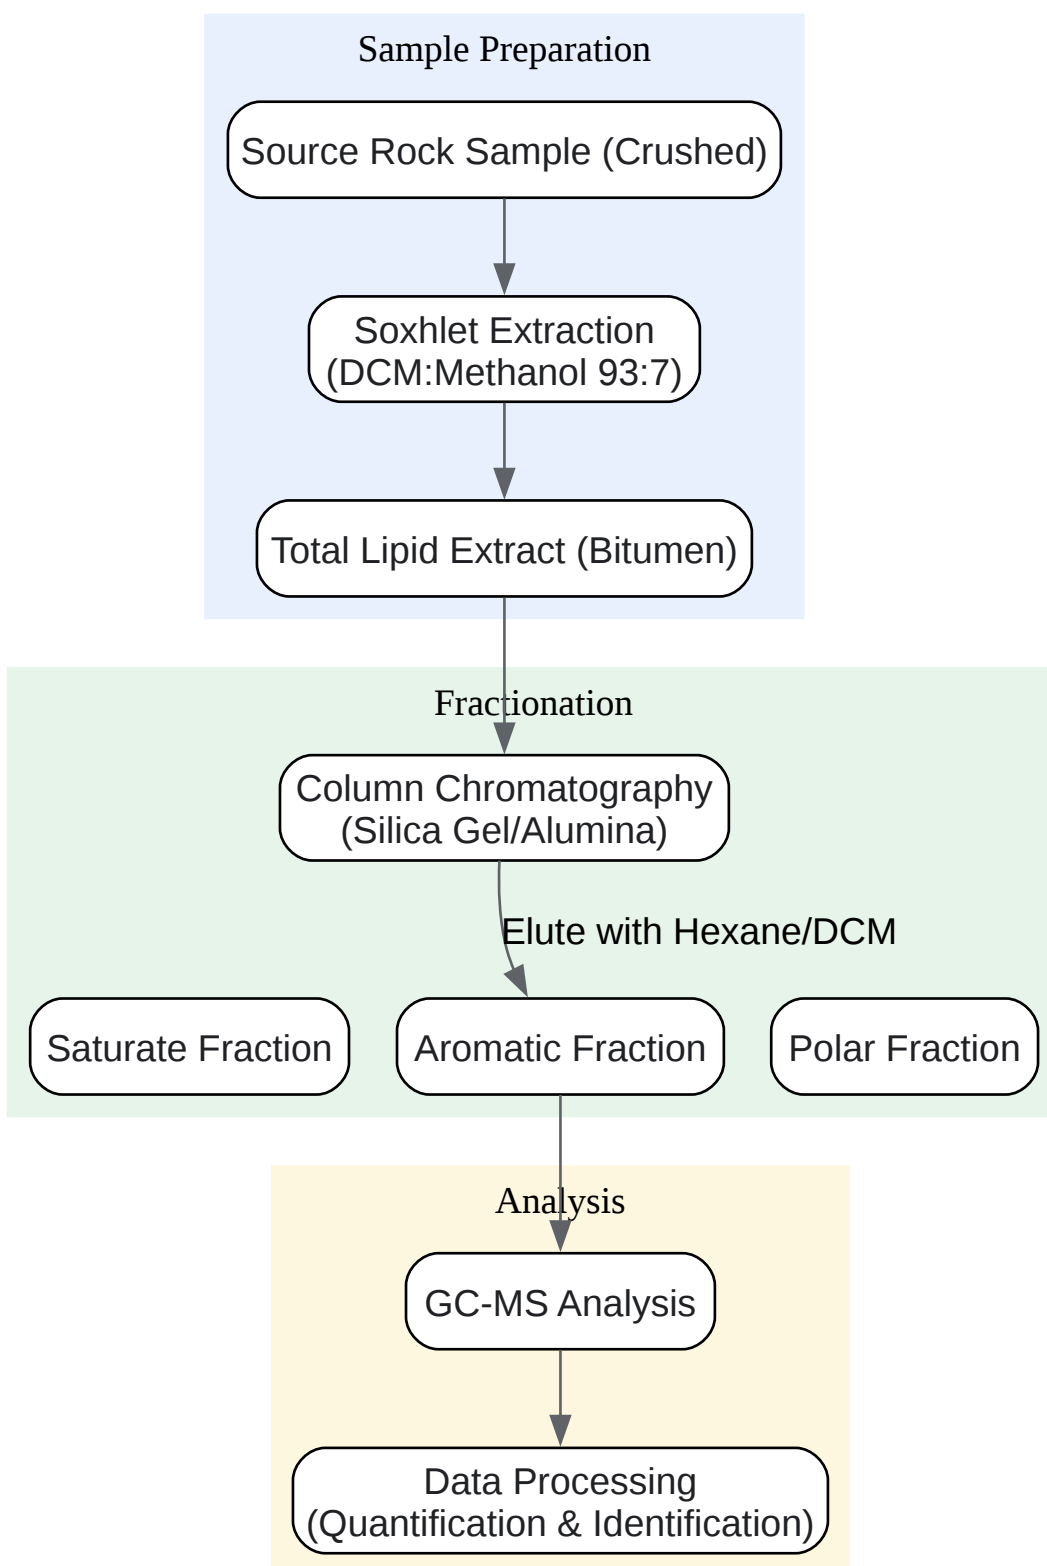 Sample Preparation
Source Rock Sample (Crushed)
Soxhlet Extraction
(DCM:Methanol 93:7)
Total Lipid Extract (Bitumen)
Fractionation
Column Chromatography
(Silica Gel/Alumina)
Elute with Hexane/DCM
Saturate Fraction
Aromatic Fraction
Polar Fraction
Analysis
GC-MS Analysis
Data Processing
(Quantification & Identification)